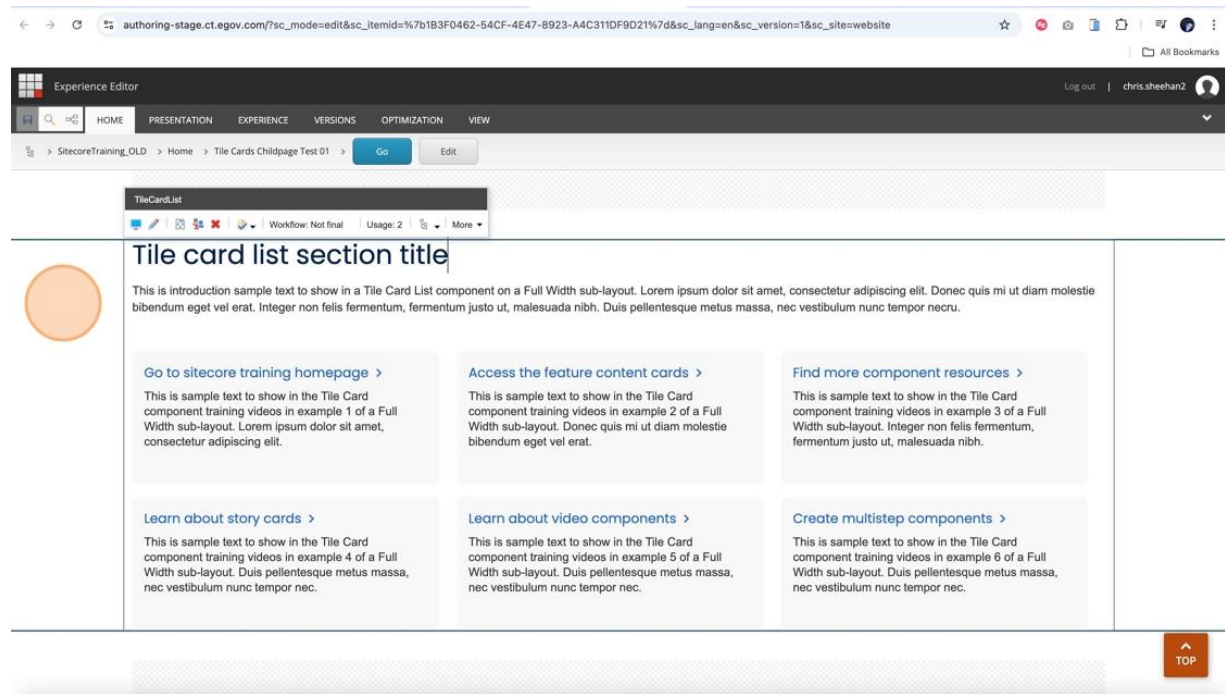 authoring-stage.ct.egov.com/?sc_mode=edit&sc_itemid=%7b1B3F0462-54CF-4E47-8923-A4C311DF9D21%7d&sc_lang=en&sc_version=1&sc_site=website
All Bookmarks
Experience Editor
Log out | chris.sheehan2
HOME PRESENTATION EXPERIENCE VERSIONS OPTIMIZATION VIEW
> SitecoreTraining_OLD > Home > Tile Cards Childpage Test 01 > Go Edit
TileCardList
Workflow: Not final Usage: 2 More
Tile card list section title
This is introduction sample text to show in a Tile Card List component on a Full Width sub-layout. Lorem ipsum dolor sit amet, consectetur adipiscing elit. Donec quis mi ut diam molestie
bibendum eget vel erat. Integer non felis fermentum, fermentum justo ut, malesuada nibh. Duis pellentesque metus massa, nec vestibulum nunc tempor necru.
Go to sitecore training homepage >
This is sample text to show in the Tile Card
component training videos in example 1 of a Full
Width sub-layout. Lorem ipsum dolor sit amet,
consectetur adipiscing elit.
Access the feature content cards >
This is sample text to show in the Tile Card
component training videos in example 2 of a Full
Width sub-layout. Donec quis mi ut diam molestie
bibendum eget vel erat.
Find more component resources >
This is sample text to show in the Tile Card
component training videos in example 3 of a Full
Width sub-layout. Integer non felis fermentum,
fermentum justo ut, malesuada nibh.
Learn about story cards >
This is sample text to show in the Tile Card
component training videos in example 4 of a Full
Width sub-layout. Duis pellentesque metus massa,
nec vestibulum nunc tempor nec.
Learn about video components >
This is sample text to show in the Tile Card
component training videos in example 5 of a Full
Width sub-layout. Duis pellentesque metus massa,
nec vestibulum nunc tempor nec.
Create multistep components >
This is sample text to show in the Tile Card
component training videos in example 6 of a Full
Width sub-layout. Duis pellentesque metus massa,
nec vestibulum nunc tempor nec.
TOP